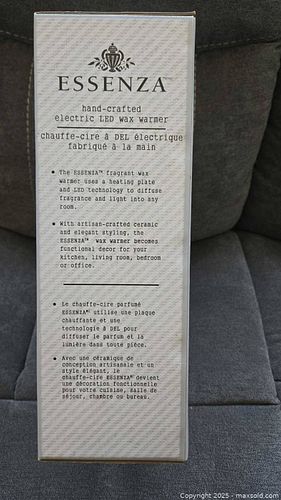 ESSENZA™
hand-crafted
electric LED wax warmer
chauffe-cire à DEL électrique
fabriqué à la main
• The ESSENZA™ fragrant wax
warmer uses a heating plate
and LED technology to diffuse
fragrance and light into any
room.
• With artisan-crafted ceramic
and elegant styling, the
ESSENZA™ wax warmer becomes
functional decor for your
kitchen, living room, bedroom
or office.
• Le chauffe-cire parfumé
ESSENZA™ utilise une plaque
chauffante et une
technologie à DEL pour
diffuser le parfum et la
lumière dans toute pièce.
• Avec une céramique de
conception artisanale et un
style élégant, le
chauffe-cire ESSENZA™ devient
une décoration fonctionnelle
pour votre cuisine, salle de
séjour, chambre ou bureau.
Copyright 2025 - maxsold.com